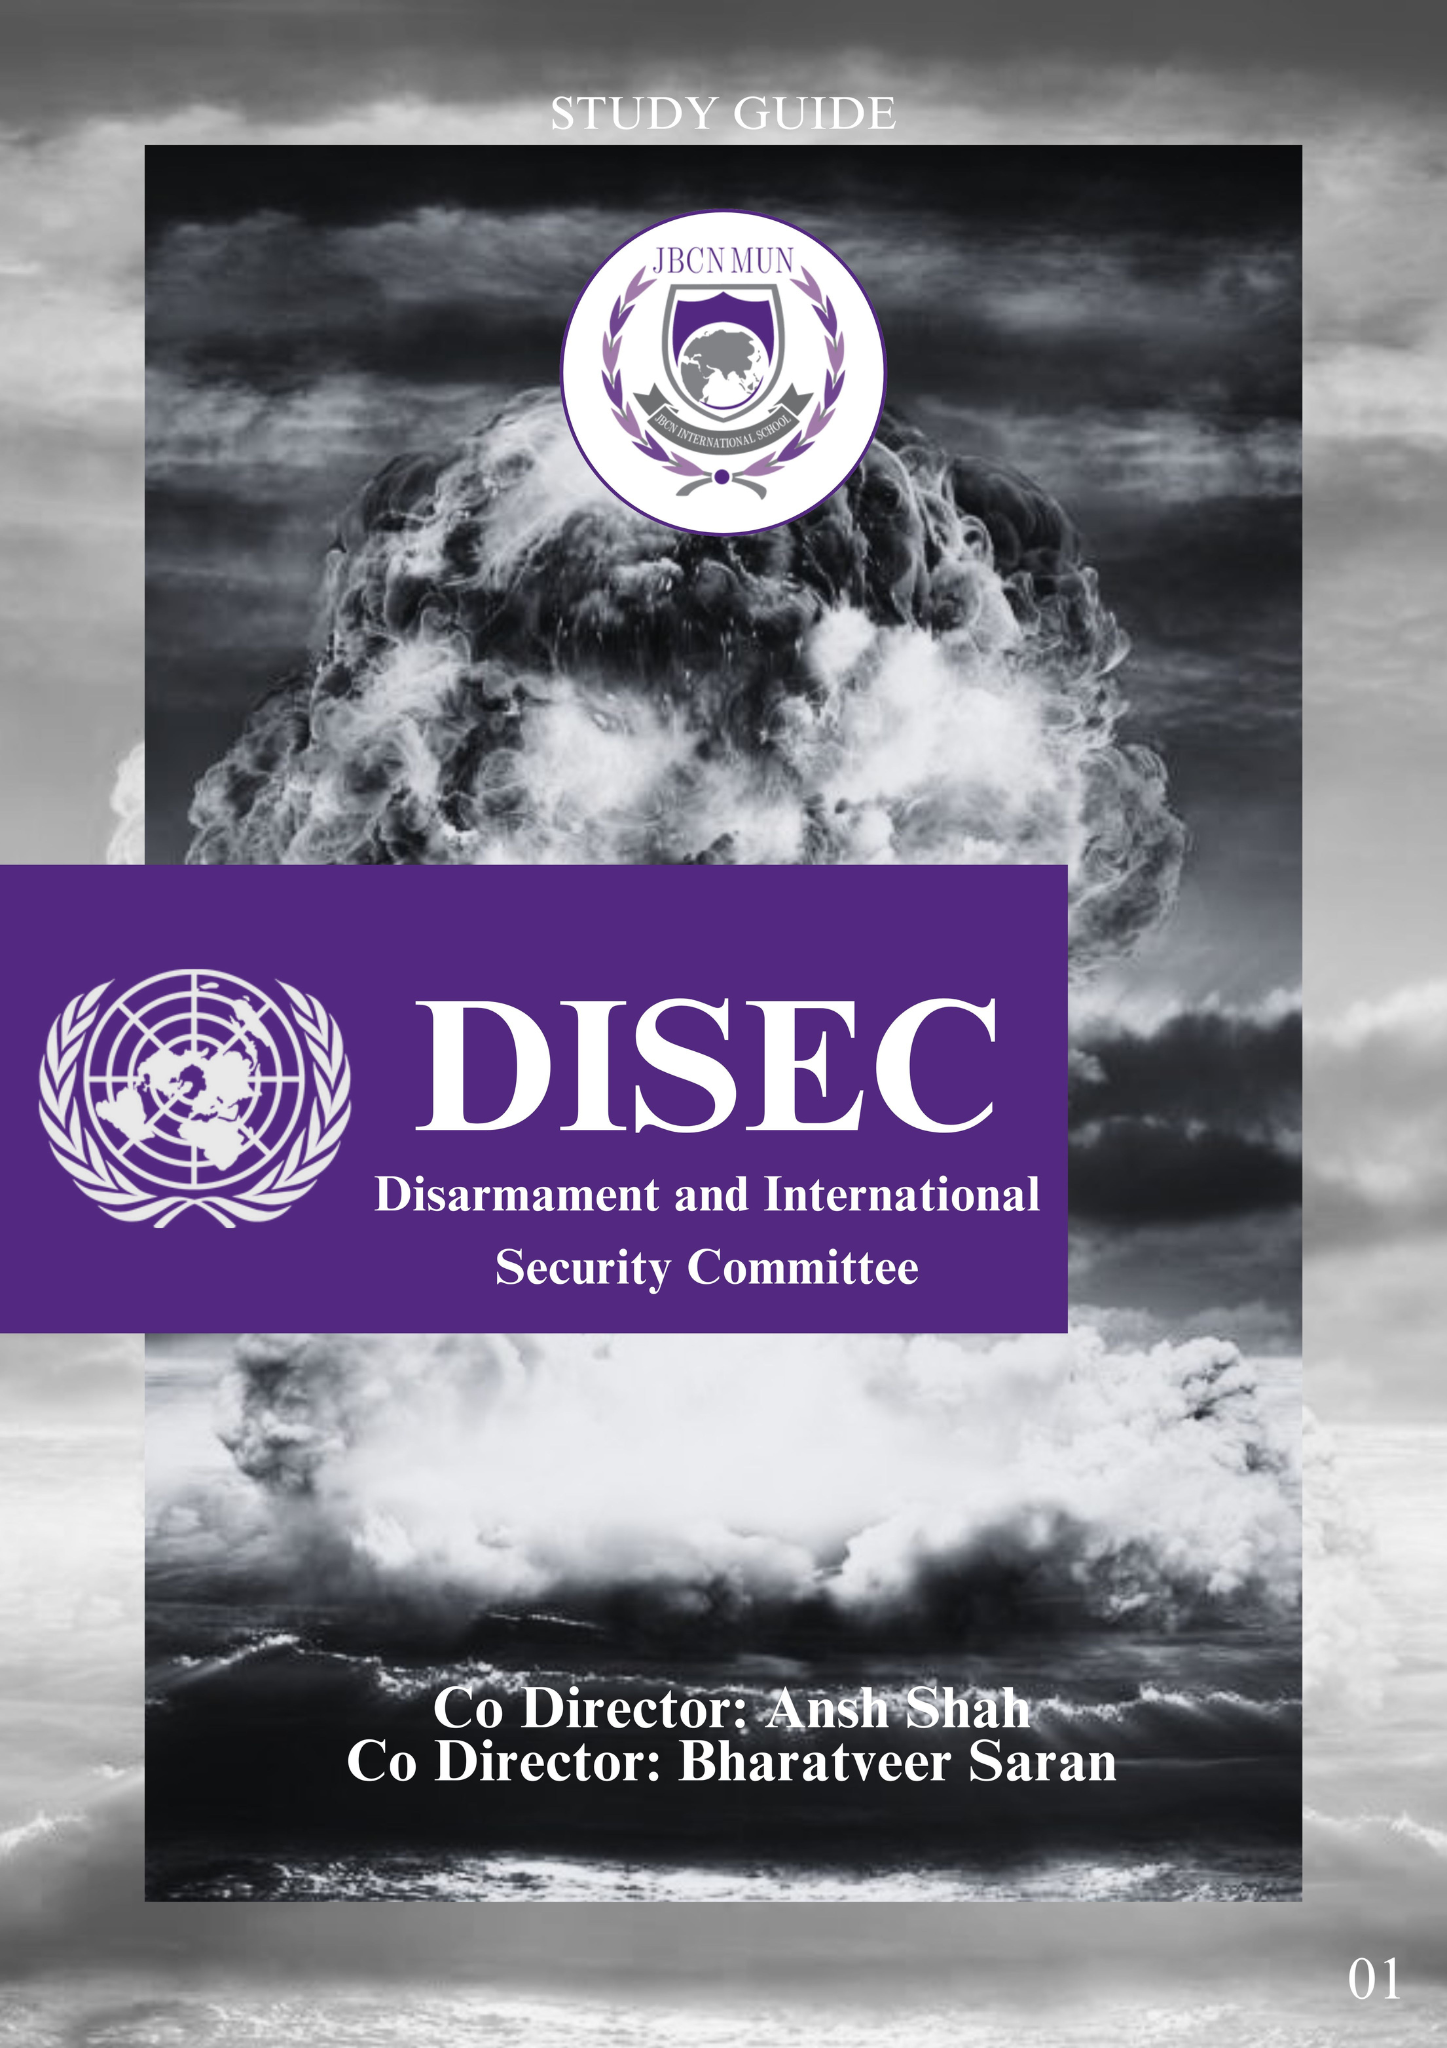 STUDY GUIDE
JBCN MUN
JBCN INTERNATIONAL SCHOOL
DISEC
Disarmament and International
Security Committee
Co Director: Ansh Shah
Co Director: Bharatveer Saran
01